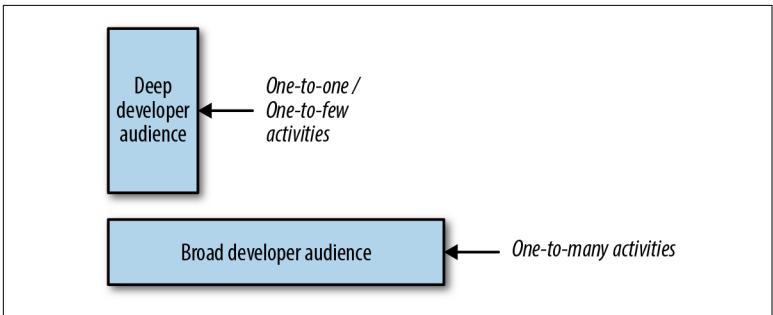 Deep
developer
audience
One-to-one /
One-to-few
activities
Broad developer audience
One-to-many activities